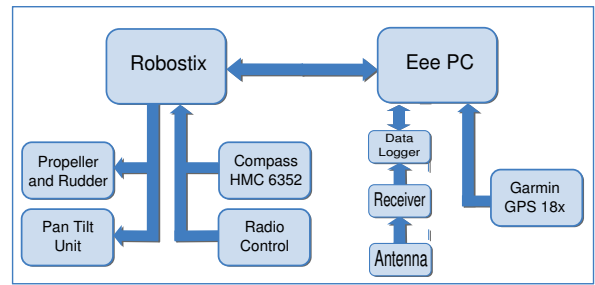 Robostix
Eee PC
Propeller
and Rudder
Compass
HMC 6352
Data
Logger
Pan Tilt
Unit
Radio
Control
Receiver
Garmin
GPS 18x
Antenna